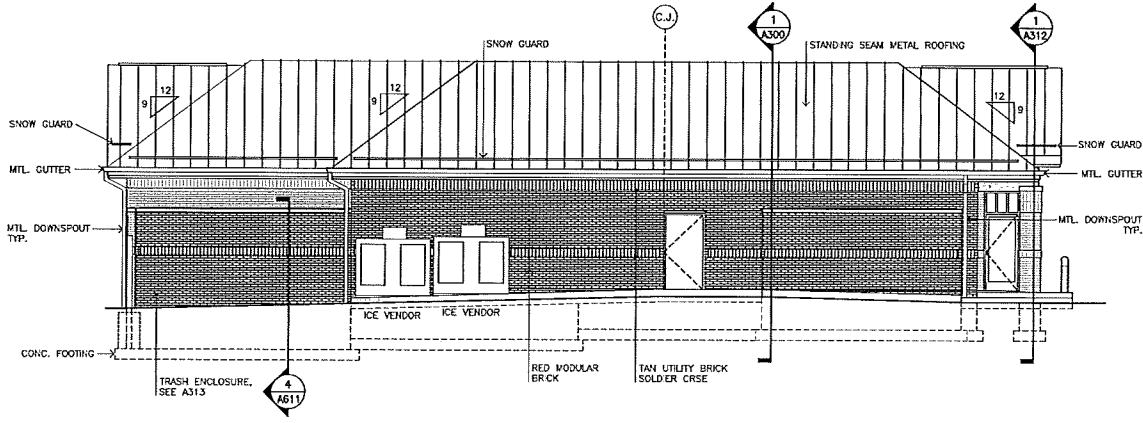 C.J.
1
A300
1
A312
SNOW GUARD
STANDING SEAM METAL ROOFING
12
9
12
9
12
9
SNOW GUARD
SNOW GUARD
MTL. GUTTER
MTL. GUTTER
MTL. DOWNSPOUT
TYP.
MTL. DOWNSPOUT
TYP.
ICE VENDOR
ICE VENDOR
CONC. FOOTING
TRASH ENCLOSURE,
SEE A313
4
A611
RED MODULAR
BRICK
TAN UTILITY BRICK
SOLDIER CRSE